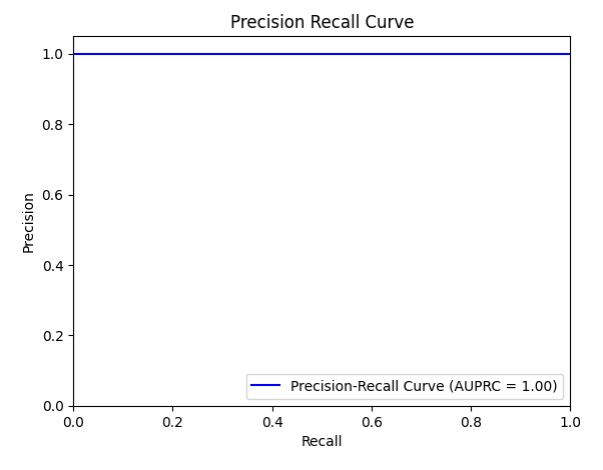 Precision Recall Curve
1.0
0.8
0.6
0.4
0.2
0.0
Precision
Precision-Recall Curve (AUPRC = 1.00)
0.0 0.2 0.4 0.6 0.8 1.0
Recall